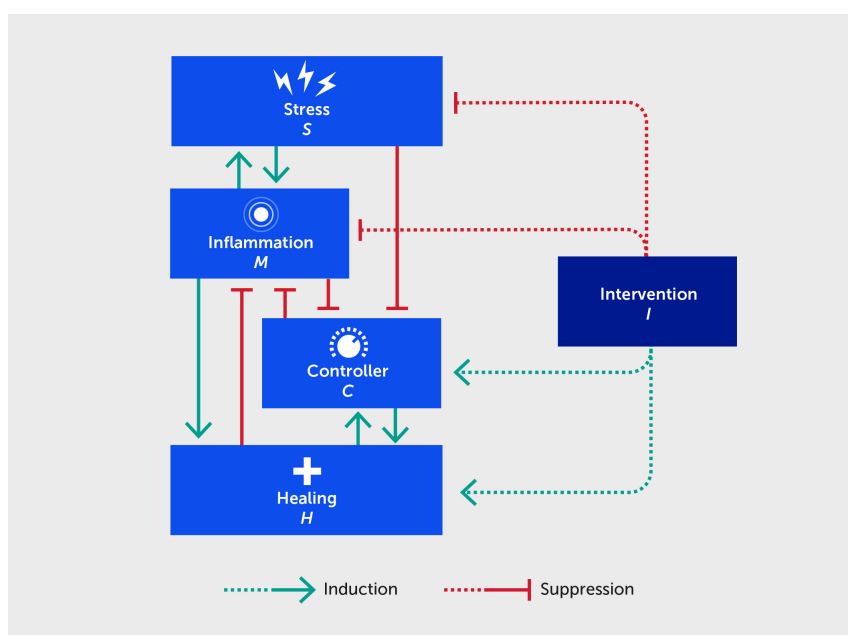 Stress
S
Inflammation
M
Intervention
I
Controller
C
Healing
H
Induction
Suppression